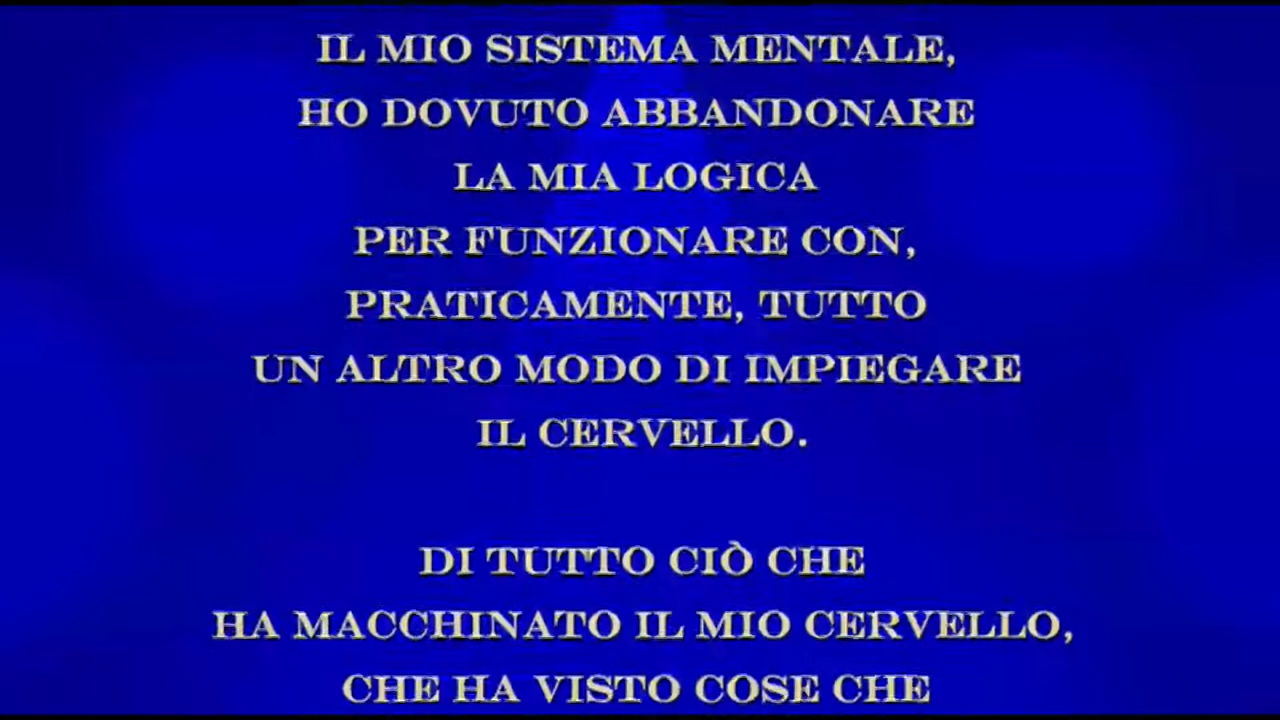 IL MIO SISTEMA MENTALE,
HO DOVUTO ABBANDONARE
LA MIA LOGICA
PER FUNZIONARE CON,
PRATICAMENTE, TUTTO
UN ALTRO MODO DI IMPIEGARE
IL CERVELLO.
DI TUTTO CIÒ CHE
HA MACCHINATO IL MIO CERVELLO,
CHE HA VISTO COSE CHE